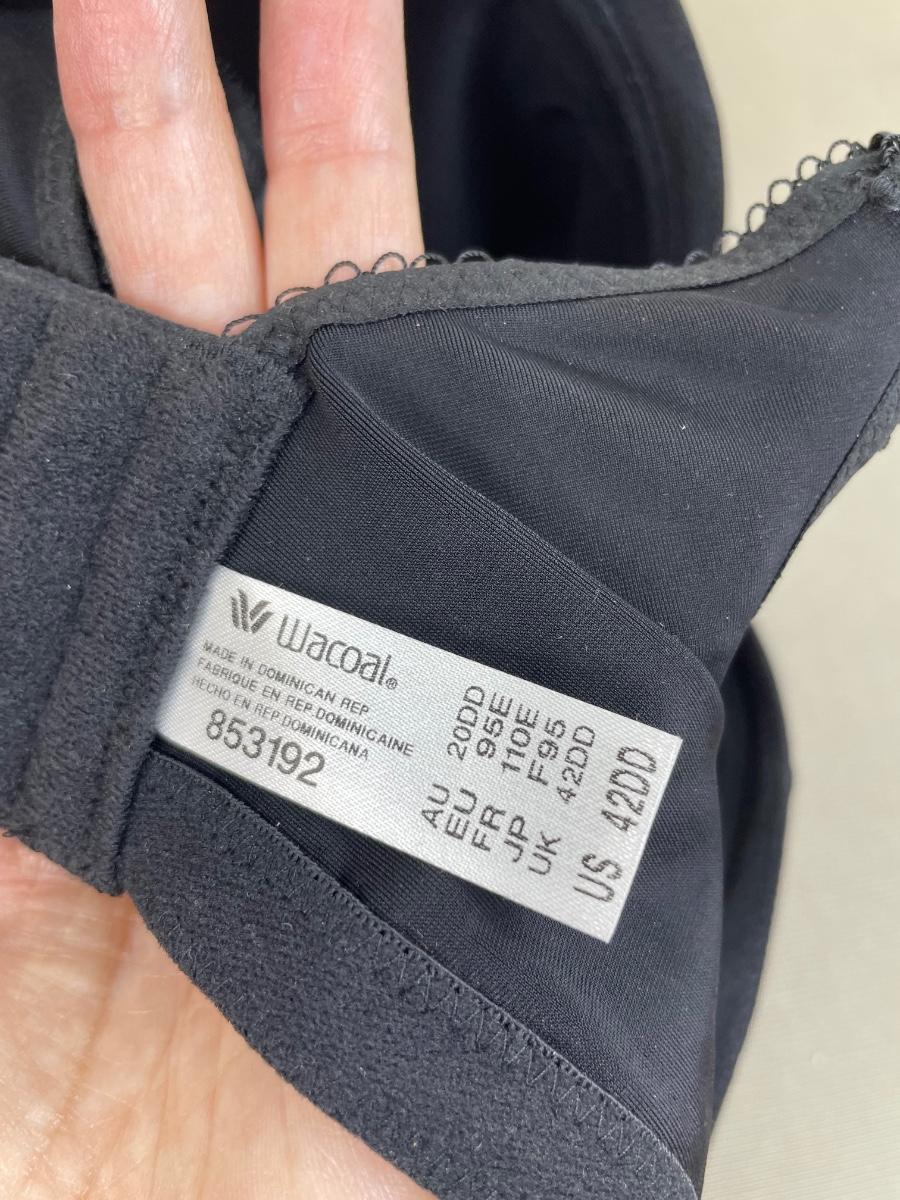 Wacoal®
MADE IN DOMINICAN REP
FABRIQUE EN REP.DOMINICAINE
HECHO EN REP.DOMINICANA
853192
AU 20DD
EU 95E
FR 110E
JP F95
UK 42DD
US 42DD